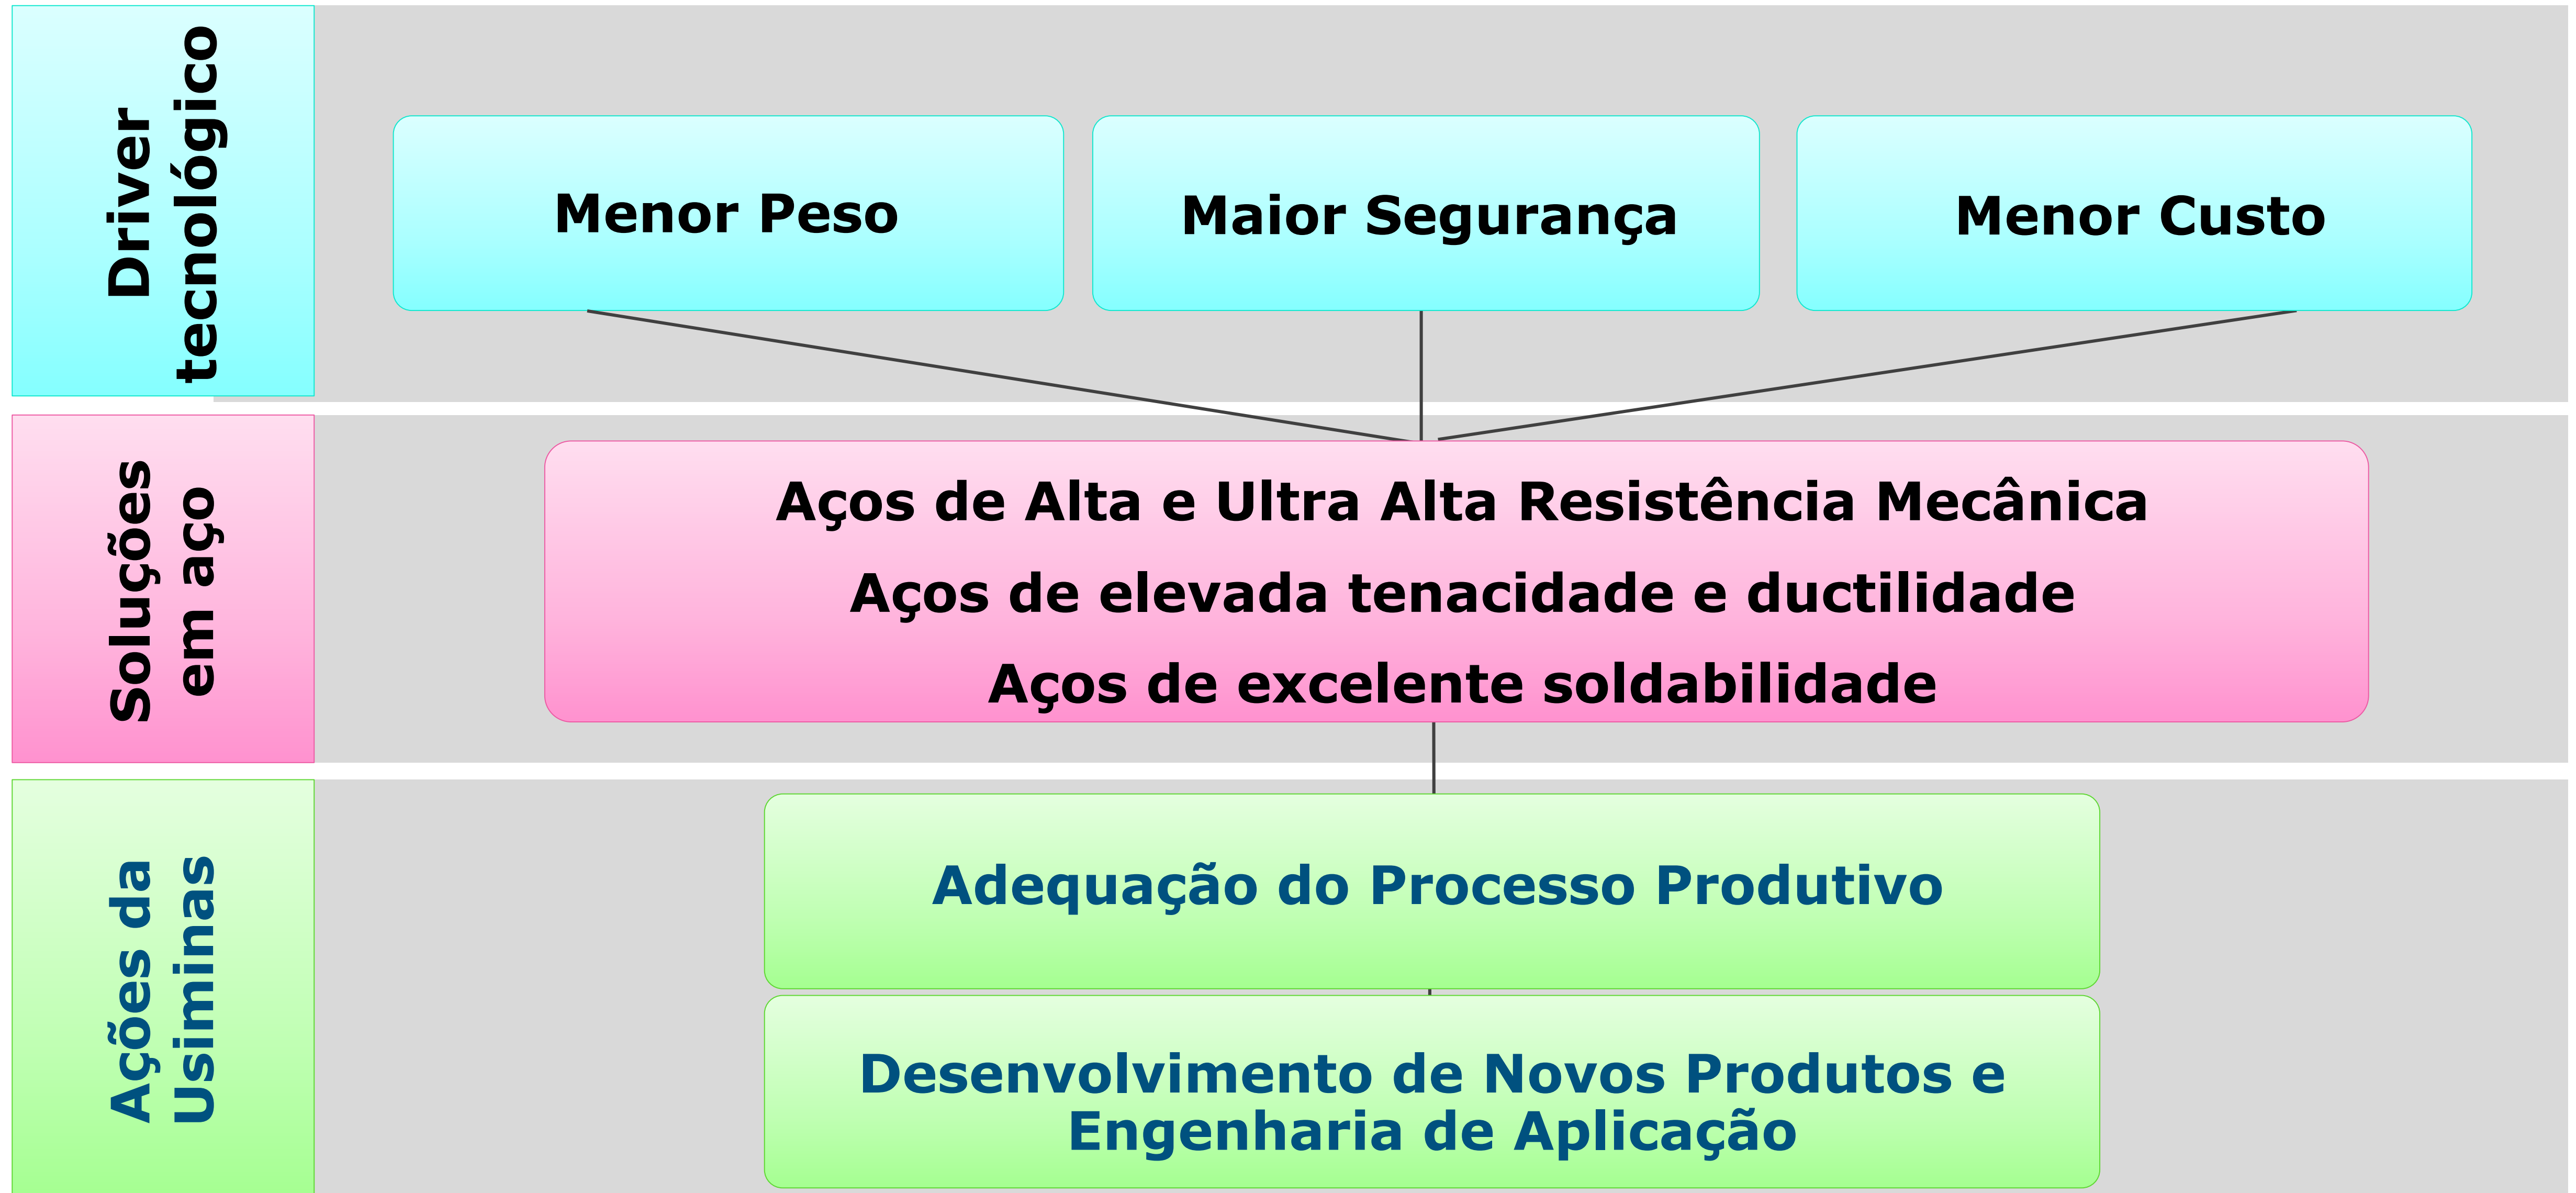 Driver
tecnológico
Menor Peso
Maior Segurança
Menor Custo
Soluções
em aço
Aços de Alta e Ultra Alta Resistência Mecânica
Aços de elevada tenacidade e ductilidade
Aços de excelente soldabilidade
Ações da
Usiminas
Adequação do Processo Produtivo
Desenvolvimento de Novos Produtos e
Engenharia de Aplicação